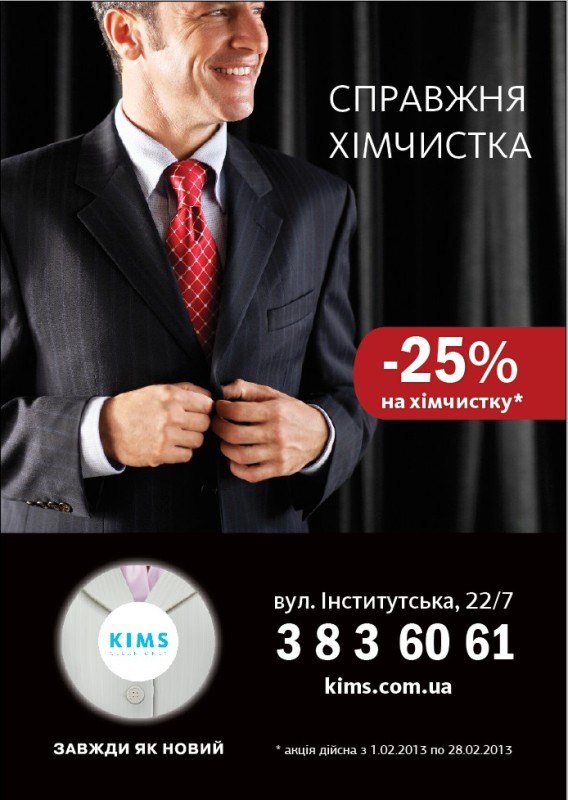 СПРАВЖНЯ
ХІМЧИСТКА
-25%
на хімчистку*
вул. Інститутська, 22/7
3 8 3 60 61
kims.com.ua
KIMS
ЗАВЖДИ ЯК НОВИЙ
* акція дійсна з 1.02.2013 по 28.02.2013